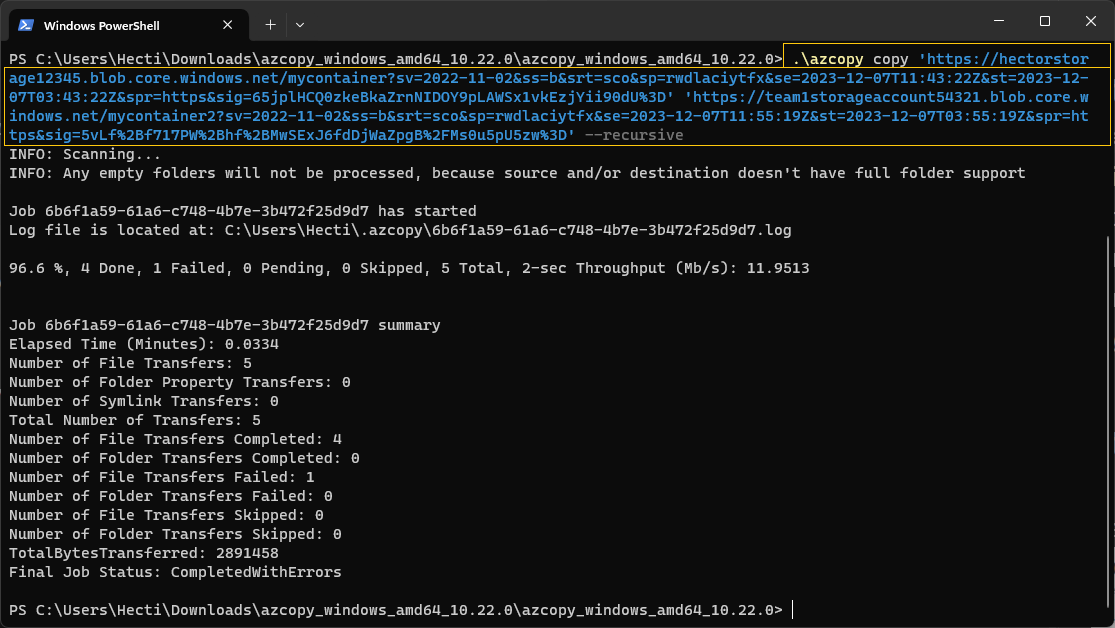 Windows PowerShell
PS C:\Users\Hecti\Downloads\azcopy_windows_amd64_10.22.0\azcopy_windows_amd64_10.22.0> .\azcopy copy 'https://hectorstor
age12345.blob.core.windows.net/mycontainer?sv=2022-11-02&ss=b&srt=sco&sp=rwdlaciytfx&se=2023-12-07T11:43:22Z&st=2023-12-
07T03:43:22Z&spr=https&sig=65jplHCQ0zkeBkaZrnNIDOY9pLAWSx1vkEzjYii90dU%3D' 'https://team1storageaccount54321.blob.core.w
indows.net/mycontainer2?sv=2022-11-02&ss=b&srt=sco&sp=rwdlaciytfx&se=2023-12-07T11:55:19Z&st=2023-12-07T03:55:19Z&spr=ht
tps&sig=5vLf%2Bf717PW%2Bhf%2BMwSExJ6fdDjWaZpgB%2FMs0u5pU5zw%3D' --recursive
INFO: Scanning...
INFO: Any empty folders will not be processed, because source and/or destination doesn't have full folder support
Job 6b6f1a59-61a6-c748-4b7e-3b472f25d9d7 has started
Log file is located at: C:\Users\Hecti\.azcopy\6b6f1a59-61a6-c748-4b7e-3b472f25d9d7.log
96.6 %, 4 Done, 1 Failed, 0 Pending, 0 Skipped, 5 Total, 2-sec Throughput (Mb/s): 11.9513
Job 6b6f1a59-61a6-c748-4b7e-3b472f25d9d7 summary
Elapsed Time (Minutes): 0.0334
Number of File Transfers: 5
Number of Folder Property Transfers: 0
Number of Symlink Transfers: 0
Total Number of Transfers: 5
Number of File Transfers Completed: 4
Number of Folder Transfers Completed: 0
Number of File Transfers Failed: 1
Number of Folder Transfers Failed: 0
Number of File Transfers Skipped: 0
Number of Folder Transfers Skipped: 0
TotalBytesTransferred: 2891458
Final Job Status: CompletedWithErrors
PS C:\Users\Hecti\Downloads\azcopy_windows_amd64_10.22.0\azcopy_windows_amd64_10.22.0>